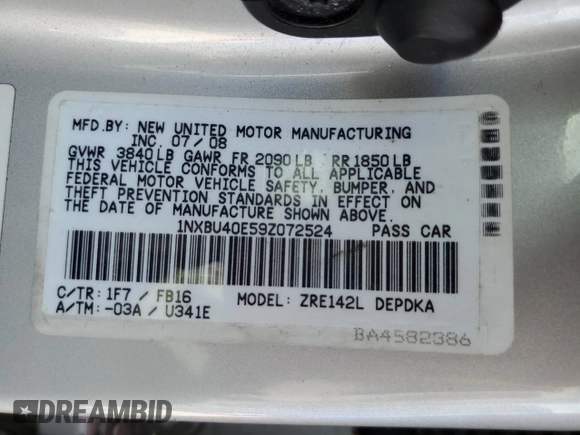 MFD.BY: NEW UNITED MOTOR MANUFACTURING
INC. 07/08
GVWR 3840LB GAWR FR 2090LB RR 1850LB
THIS VEHICLE CONFORMS TO ALL APPLICABLE
FEDERAL MOTOR VEHICLE SAFETY, BUMPER, AND
THEFT PREVENTION STANDARDS IN EFFECT ON
THE DATE OF MANUFACTURE SHOWN ABOVE.
1NXBU40E59Z072524 PASS CAR
C/TR: 1F7 / FB16 MODEL: ZRE142L DEPDKA
A/TM: -03A / U341E
BA4582386
DREAMBID